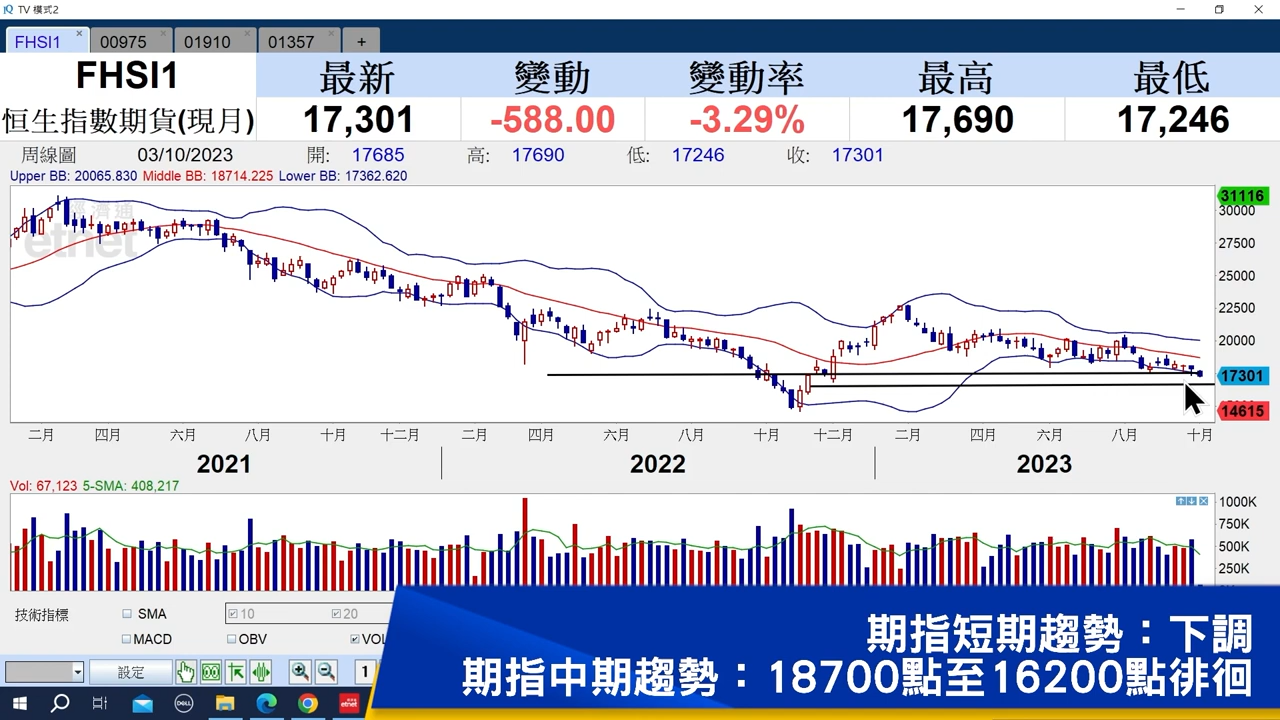 TV 模式2
FHSI1 00975 01910 01357 +
FHSI1 最新 變動 變動率 最高 最低
恒生指數期貨(現月) 17,301 -588.00 -3.29% 17,690 17,246
周線圖 03/10/2023 開: 17685 高: 17690 低: 17246 收: 17301
Upper BB: 20065.830 Middle BB: 18714.225 Lower BB: 17362.620
經濟通
etnet
31116
30000
27500
25000
22500
20000
17301
14615
二月 四月 六月 八月 十月 十二月 二月 四月 六月 八月 十月 十二月 二月 四月 六月 八月 十月
2021 2022 2023
Vol: 67,123 5-SMA: 408,217
1000K
750K
500K
250K
技術指標 SMA 10 20
MACD OBV VOL
設定 1
期指短期趨勢：下調
期指中期趨勢：18700點至16200點徘徊
DELL
etnet